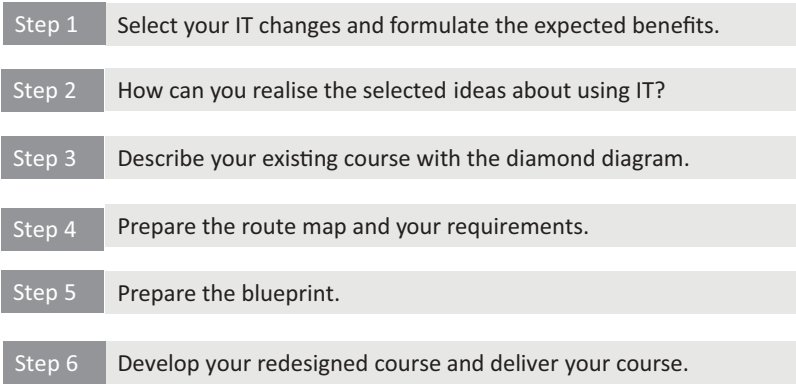 Step 1 Select your IT changes and formulate the expected benefits.
Step 2 How can you realise the selected ideas about using IT?
Step 3 Describe your existing course with the diamond diagram.
Step 4 Prepare the route map and your requirements.
Step 5 Prepare the blueprint.
Step 6 Develop your redesigned course and deliver your course.